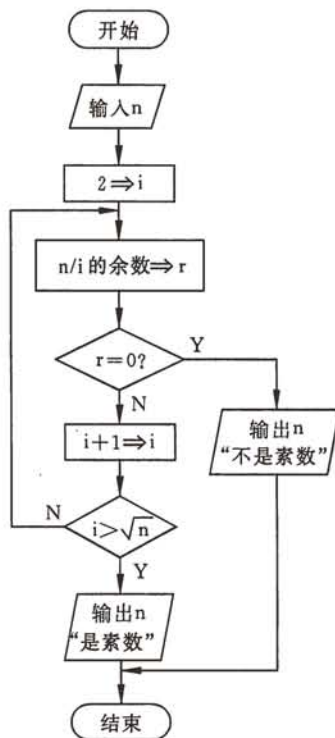 开始
输入n
2⇒i
n/i的余数⇒r
r=0?
Y
N
i+1⇒i
输出n
“不是素数”
N
i>√n
Y
输出n
“是素数”
结束